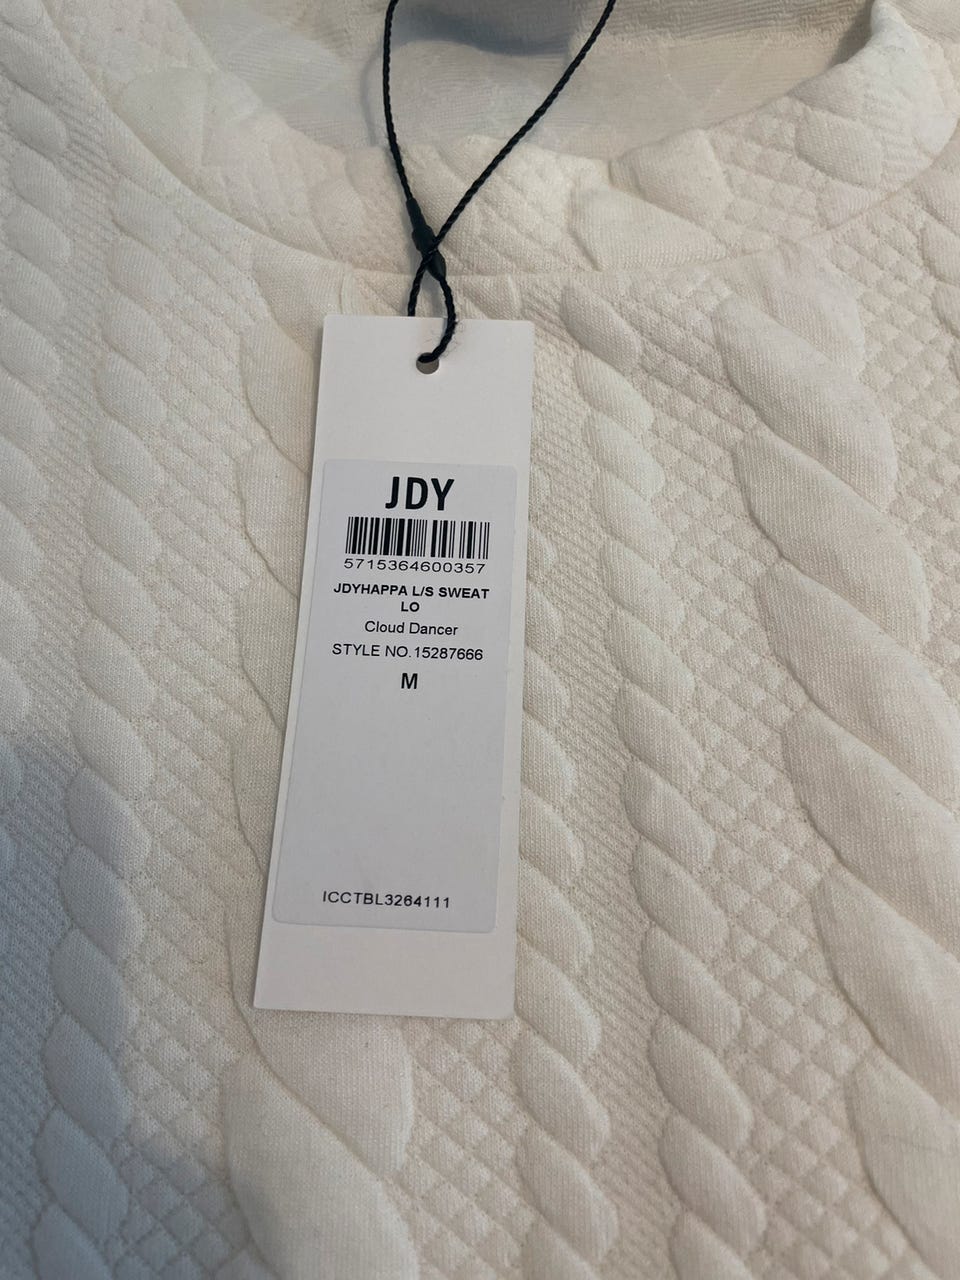 JDY
5715364600357
JDYHAPPA L/S SWEAT
LO
Cloud Dancer
STYLE NO.15287666
M
ICCTBL3264111